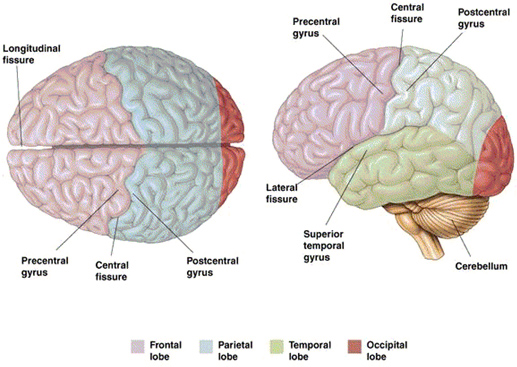 Longitudinal
fissure
Precentral
gyrus
Central
fissure
Postcentral
gyrus
Precentral
gyrus
Central
fissure
Postcentral
gyrus
Lateral
fissure
Superior
temporal
gyrus
Cerebellum
Frontal
lobe
Parietal
lobe
Temporal
lobe
Occipital
lobe